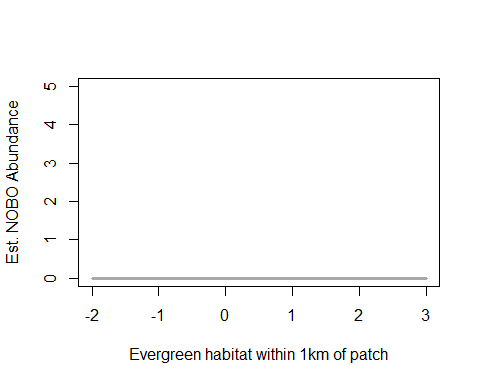 Est. NOBO Abundance
5
4
3
2
1
0
-2 -1 0 1 2 3
Evergreen habitat within 1km of patch